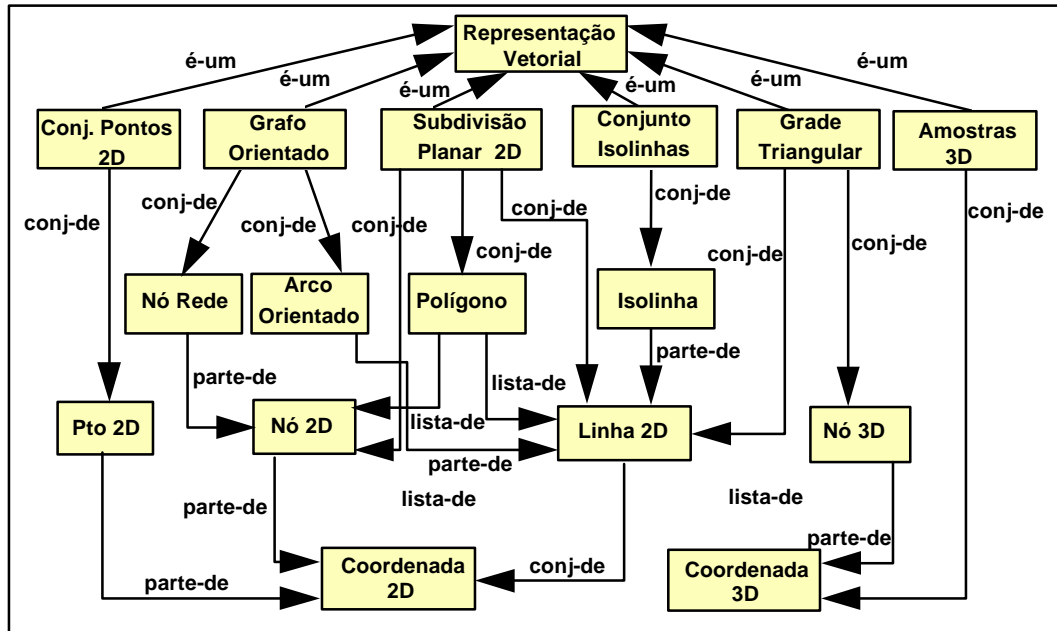 Representação
Vetorial
é-um
é-um
é-um
é-um
é-um
é-um
Conj. Pontos
2D
Grafo
Orientado
Subdivisão
Planar 2D
Conjunto
Isolinhas
Grade
Triangular
Amostras
3D
conj-de
conj-de
conj-de
conj-de
conj-de
conj-de
conj-de
conj-de
conj-de
conj-de
Nó Rede
Arco
Orientado
Polígono
Isolinha
parte-de
lista-de
parte-de
Pto 2D
Nó 2D
lista-de
Linha 2D
Nó 3D
parte-de
parte-de
lista-de
lista-de
parte-de
parte-de
Coordenada
2D
conj-de
Coordenada
3D